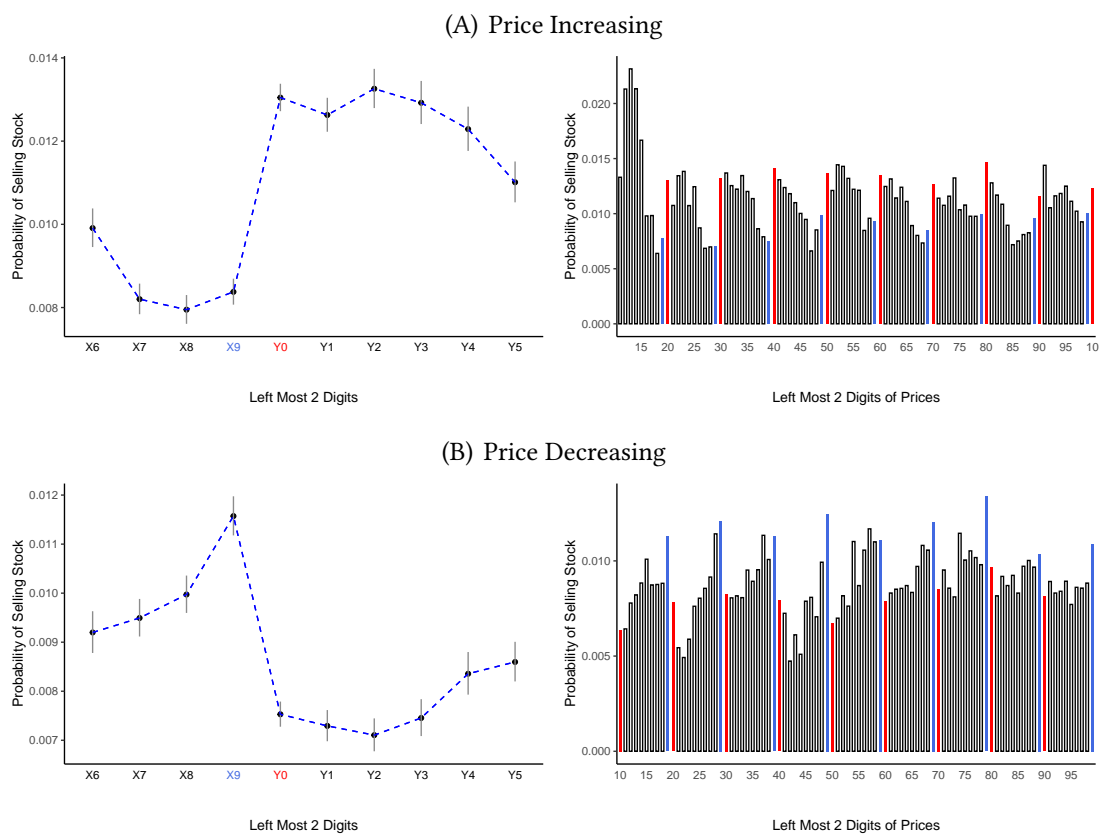 (A) Price Increasing
Probability of Selling Stock
0.014
0.012
0.010
0.008
X6 X7 X8 X9 Y0 Y1 Y2 Y3 Y4 Y5
Left Most 2 Digits
Probability of Selling Stock
0.020
0.015
0.010
0.005
0.000
15 20 25 30 35 40 45 50 55 60 65 70 75 80 85 90 95 10
Left Most 2 Digits of Prices
(B) Price Decreasing
Probability of Selling Stock
0.012
0.011
0.010
0.009
0.008
0.007
X6 X7 X8 X9 Y0 Y1 Y2 Y3 Y4 Y5
Left Most 2 Digits
Probability of Selling Stock
0.010
0.005
0.000
10 15 20 25 30 35 40 45 50 55 60 65 70 75 80 85 90 95
Left Most 2 Digits of Prices